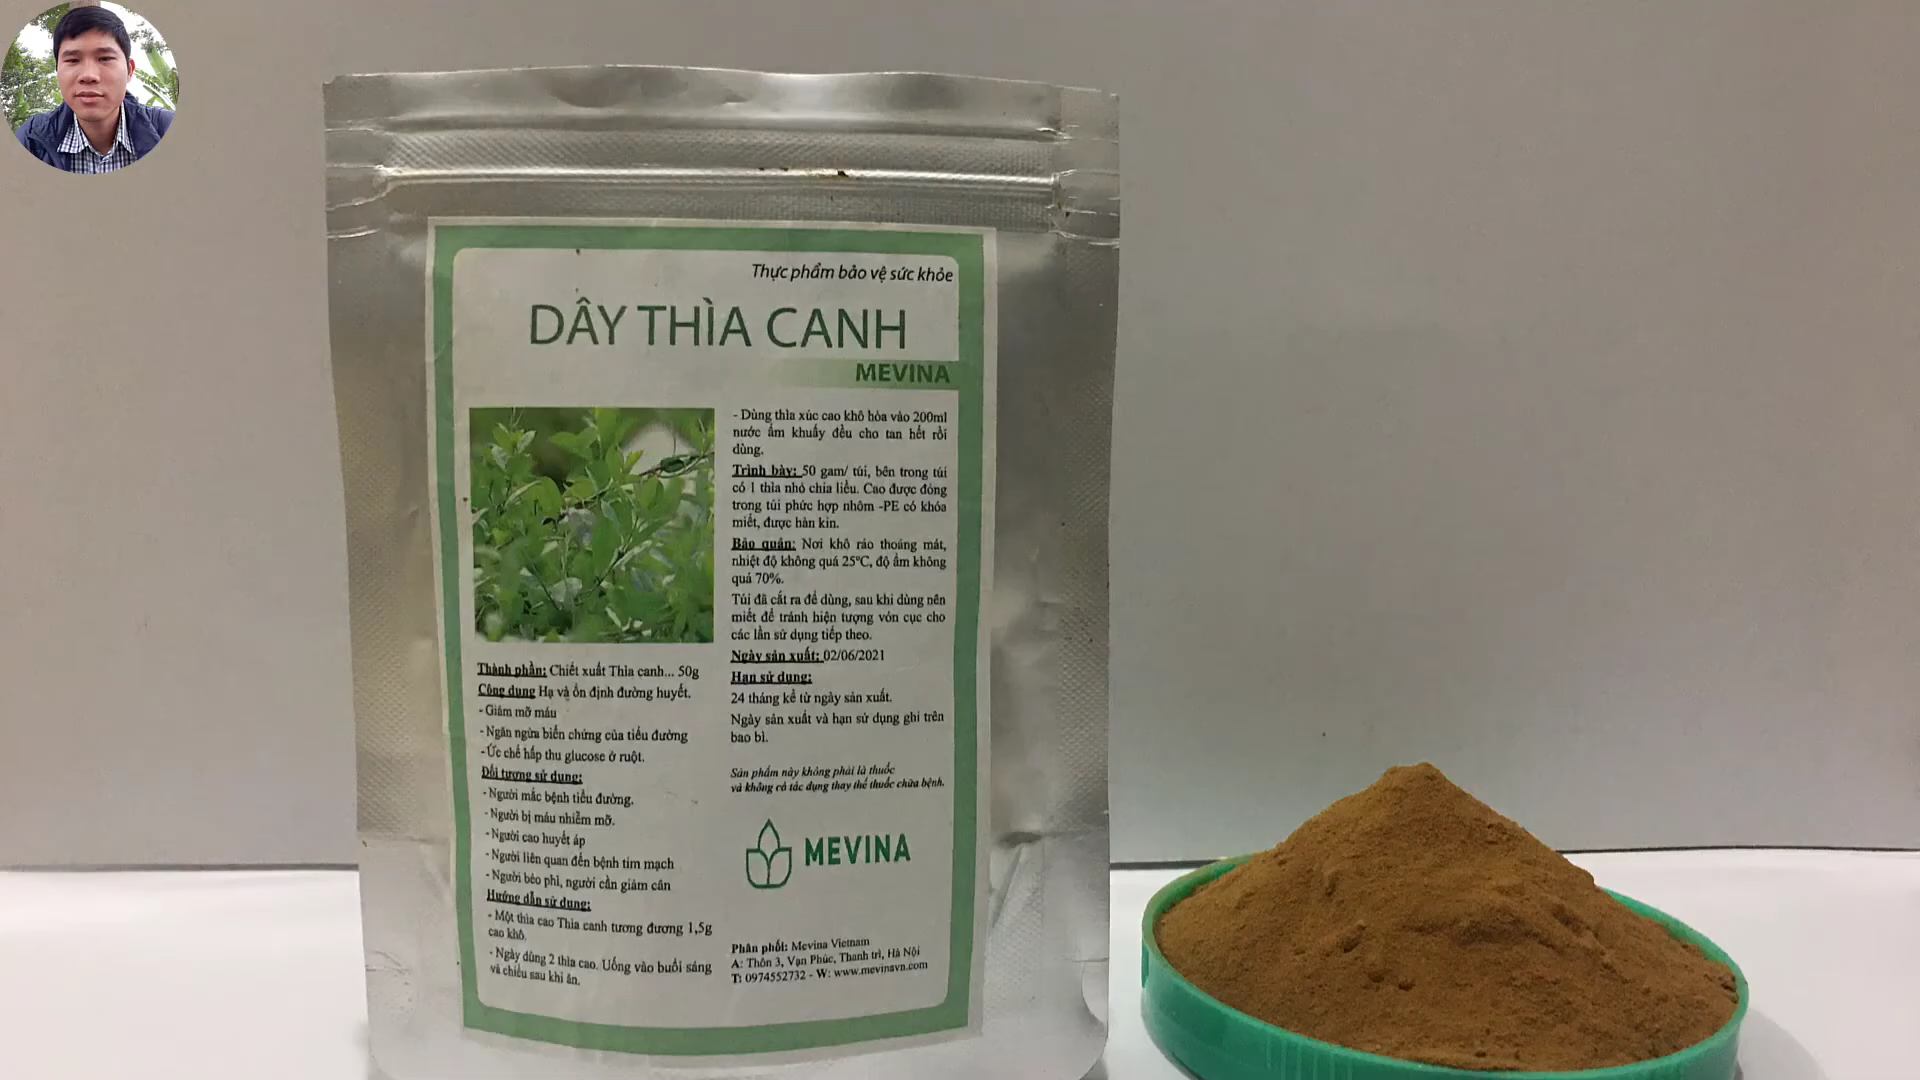 Thực phẩm bảo vệ sức khỏe
DÂY THÌA CANH
MEVINA
Thành phần: Chiết xuất Thìa canh... 50g
Công dụng Hạ và ổn định đường huyết.
- Giảm mỡ máu
- Ngăn ngừa biến chứng của tiểu đường
- Ức chế hấp thu glucose ở ruột.
Đối tượng sử dụng:
- Người mắc bệnh tiểu đường.
- Người bị máu nhiễm mỡ.
- Người cao huyết áp
- Người liên quan đến bệnh tim mạch
- Người béo phì, người cần giảm cân
Hướng dẫn sử dụng:
- Một thìa cao Thìa canh tương đương 1,5g
cao khô.
- Ngày dùng 2 thìa cao. Uống vào buổi sáng
và chiều sau khi ăn.
- Dùng thìa xúc cao khô hòa vào 200ml
nước ấm khuấy đều cho tan hết rồi
dùng.
Trình bày: 50 gam/ túi, bên trong túi
có 1 thìa nhỏ chia liều. Cao được đóng
trong túi phức hợp nhôm -PE có khóa
miết, được hàn kín.
Bảo quản: Nơi khô ráo thoáng mát,
nhiệt độ không quá 25ºC, độ ẩm không
quá 70%.
Túi đã cắt ra để dùng, sau khi dùng nên
miết để tránh hiện tượng vón cục cho
các lần sử dụng tiếp theo.
Ngày sản xuất: 02/06/2021
Hạn sử dụng:
24 tháng kể từ ngày sản xuất.
Ngày sản xuất và hạn sử dụng ghi trên
bao bì.
Sản phẩm này không phải là thuốc
và không có tác dụng thay thế thuốc chữa bệnh.
MEVINA
Phân phối: Mevina Vietnam
A: Thôn 3, Vạn Phúc, Thanh trì, Hà Nội
T: 0974552732 - W: www.mevinavn.com